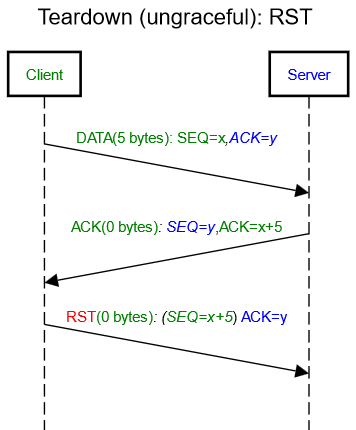 Teardown (ungraceful): RST
Client
Server
DATA(5 bytes): SEQ=x,ACK=y
ACK(0 bytes): SEQ=y,ACK=x+5
RST(0 bytes): (SEQ=x+5) ACK=y